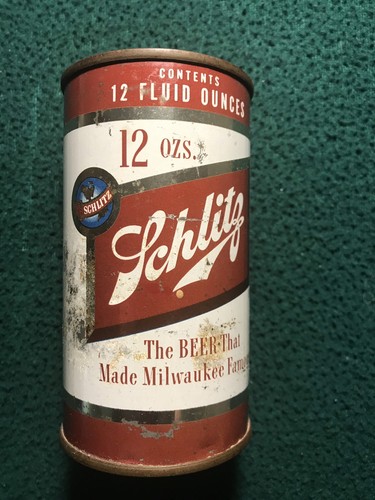 CONTENTS
12 FLUID OUNCES
12 OZS.
SCHLITZ
Schlitz
The BEER That
Made Milwaukee